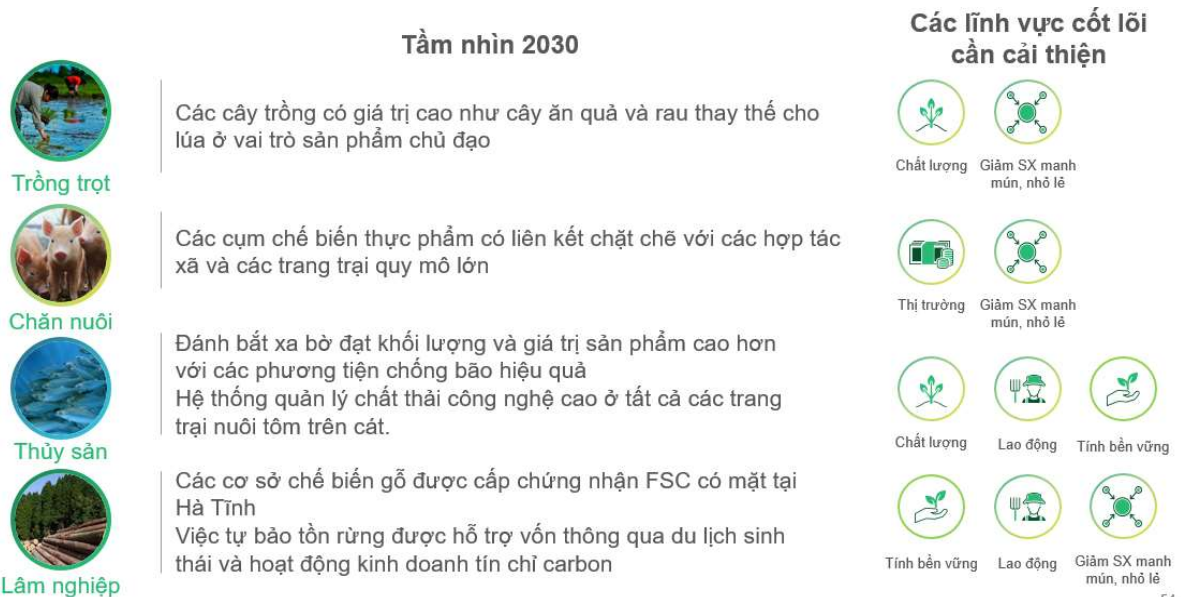 Tầm nhìn 2030
Các lĩnh vực cốt lõi
cần cải thiện
Các cây trồng có giá trị cao như cây ăn quả và rau thay thế cho
lúa ở vai trò sản phẩm chủ đạo
Trồng trọt
Chất lượng
Giảm SX manh
mún, nhỏ lẻ
Các cụm chế biến thực phẩm có liên kết chặt chẽ với các hợp tác
xã và các trang trại quy mô lớn
Chăn nuôi
Thị trường
Giảm SX manh
mún, nhỏ lẻ
Đánh bắt xa bờ đạt khối lượng và giá trị sản phẩm cao hơn
với các phương tiện chống bão hiệu quả
Hệ thống quản lý chất thải công nghệ cao ở tất cả các trang
trại nuôi tôm trên cát.
Thủy sản
Chất lượng
Lao động
Tính bền vững
Các cơ sở chế biến gỗ được cấp chứng nhận FSC có mặt tại
Hà Tĩnh
Việc tự bảo tồn rừng được hỗ trợ vốn thông qua du lịch sinh
thái và hoạt động kinh doanh tín chỉ carbon
Lâm nghiệp
Tính bền vững
Lao động
Giảm SX manh
mún, nhỏ lẻ